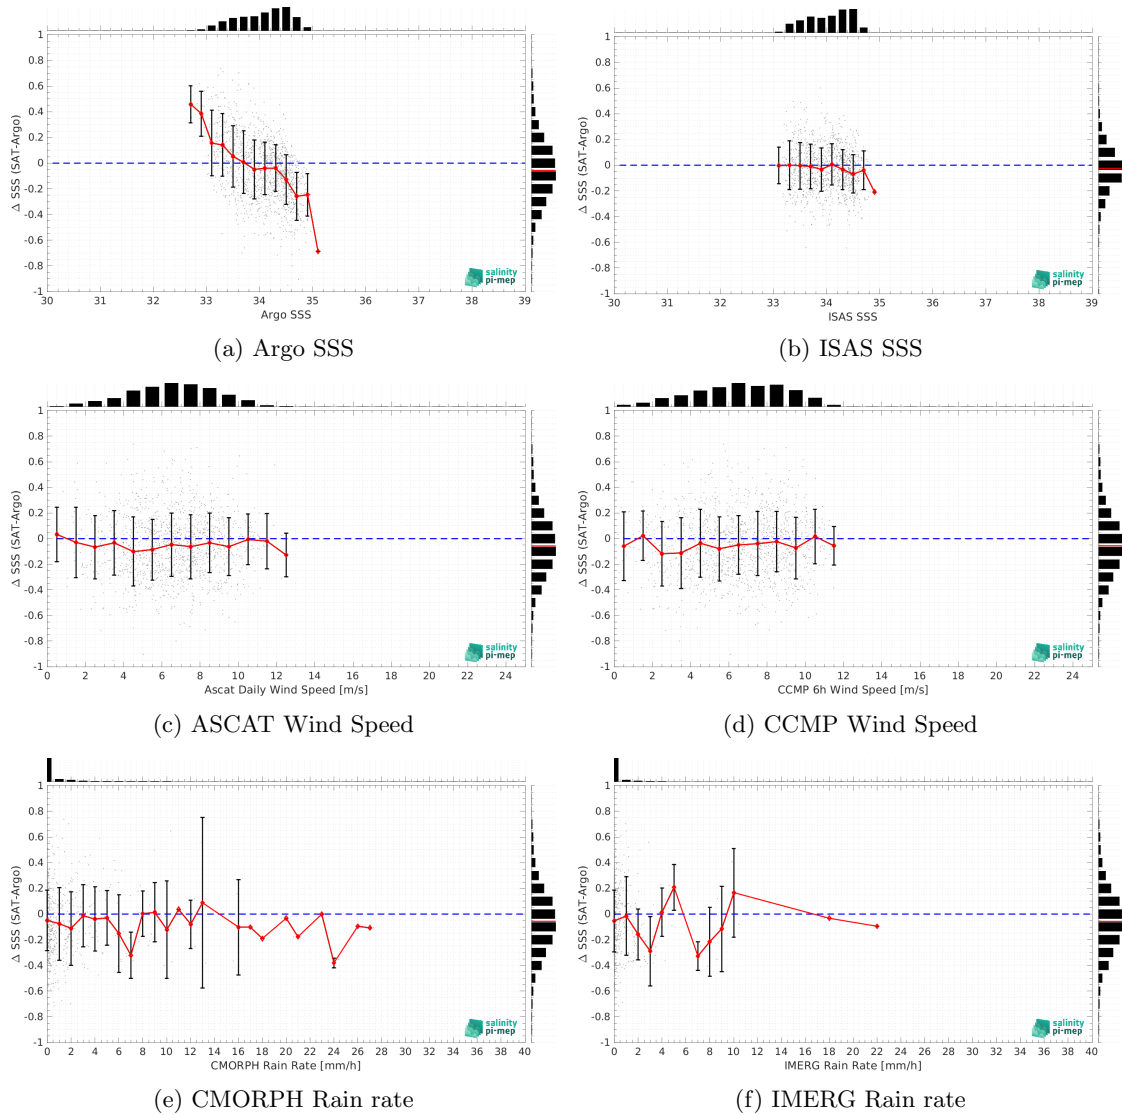 1
0.8
0.6
0.4
0.2
0
-0.2
-0.4
-0.6
-0.8
-1
Δ SSS (SAT-Argo)
30 31 32 33 34 35 36 37 38 39
Argo SSS
salinity
pi-mep
(a) Argo SSS
1
0.8
0.6
0.4
0.2
0
-0.2
-0.4
-0.6
-0.8
-1
Δ SSS (SAT-Argo)
30 31 32 33 34 35 36 37 38 39
ISAS SSS
salinity
pi-mep
(b) ISAS SSS
1
0.8
0.6
0.4
0.2
0
-0.2
-0.4
-0.6
-0.8
-1
Δ SSS (SAT-Argo)
0 2 4 6 8 10 12 14 16 18 20 22 24
Ascat Daily Wind Speed [m/s]
salinity
pi-mep
(c) ASCAT Wind Speed
1
0.8
0.6
0.4
0.2
0
-0.2
-0.4
-0.6
-0.8
-1
Δ SSS (SAT-Argo)
0 2 4 6 8 10 12 14 16 18 20 22 24
CCMP 6h Wind Speed [m/s]
salinity
pi-mep
(d) CCMP Wind Speed
1
0.8
0.6
0.4
0.2
0
-0.2
-0.4
-0.6
-0.8
-1
Δ SSS (SAT-Argo)
0 2 4 6 8 10 12 14 16 18 20 22 24 26 28 30 32 34 36 38 40
CMORPH Rain Rate [mm/h]
salinity
pi-mep
(e) CMORPH Rain rate
1
0.8
0.6
0.4
0.2
0
-0.2
-0.4
-0.6
-0.8
-1
Δ SSS (SAT-Argo)
0 2 4 6 8 10 12 14 16 18 20 22 24 26 28 30 32 34 36 38 40
IMERG Rain Rate [mm/h]
salinity
pi-mep
(f) IMERG Rain rate